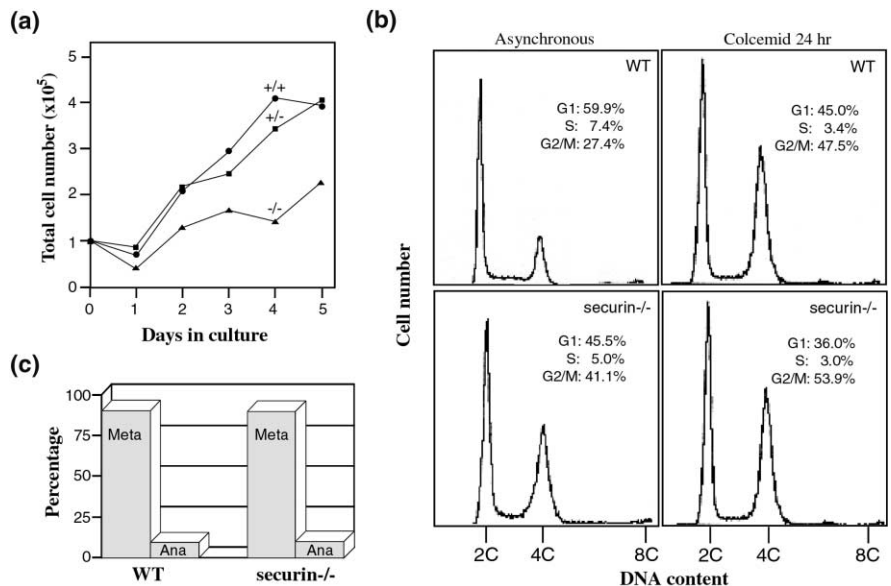 (a)
Total cell number (x10⁵)
5
4
3
2
1
0
+/+
+/-
-/-
0 1 2 3 4 5
Days in culture
(b)
Asynchronous
Colcemid 24 hr
Cell number
WT
G1: 59.9%
S: 7.4%
G2/M: 27.4%
WT
G1: 45.0%
S: 3.4%
G2/M: 47.5%
securin-/-
G1: 45.5%
S: 5.0%
G2/M: 41.1%
securin-/-
G1: 36.0%
S: 3.0%
G2/M: 53.9%
2C 4C 8C
2C 4C 8C
DNA content
(c)
Percentage
100
75
50
25
0
Meta
Ana
Meta
Ana
WT
securin-/-